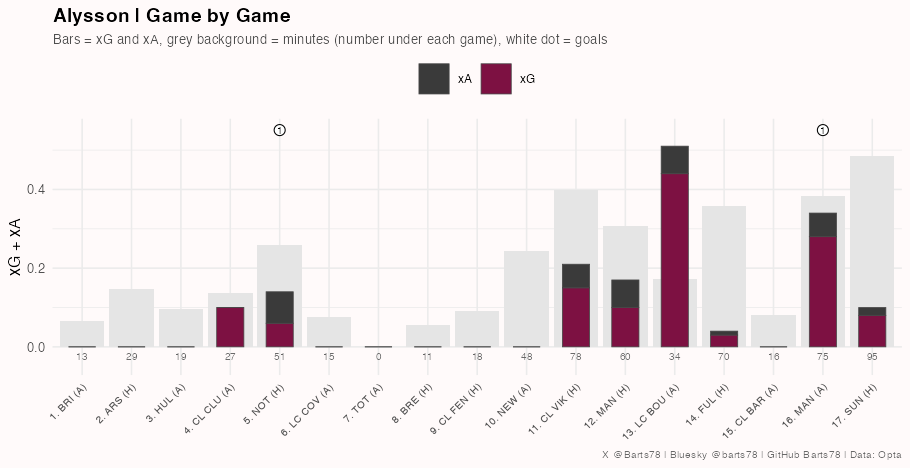 Alysson | Game by Game
Bars = xG and xA, grey background = minutes (number under each game), white dot = goals
xA xG
1 1
xG + xA
0.4
0.2
0.0
13 29 19 27 51 15 0 11 18 48 78 60 34 70 16 75 95
1. BRI (A)
2. ARS (H)
3. HUL (A)
4. CL CLU (A)
5. NOT (H)
6. LC COV (A)
7. TOT (A)
8. BRE (H)
9. CL FEN (H)
10. NEW (A)
11. CL VIK (H)
12. MAN (H)
13. LC BOU (A)
14. FUL (H)
15. CL BAR (A)
16. MAN (A)
17. SUN (H)
X @Barts78 | Bluesky @barts78 | GitHub Barts78 | Data: Opta